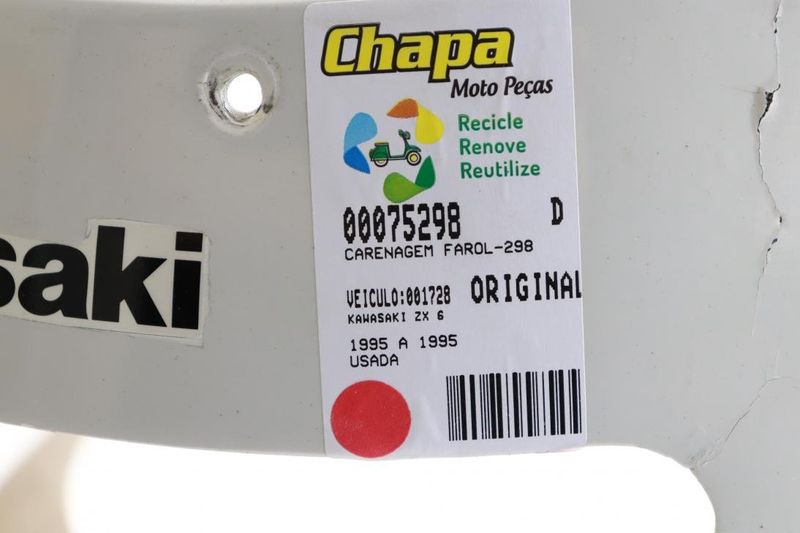 Chapa
Moto Peças
Recicle
Renove
Reutilize
00075298 D
CARENAGEM FAROL-298
VEICULO:001728 ORIGINAL
KAWASAKI ZX 6
1995 A 1995
USADA
saki